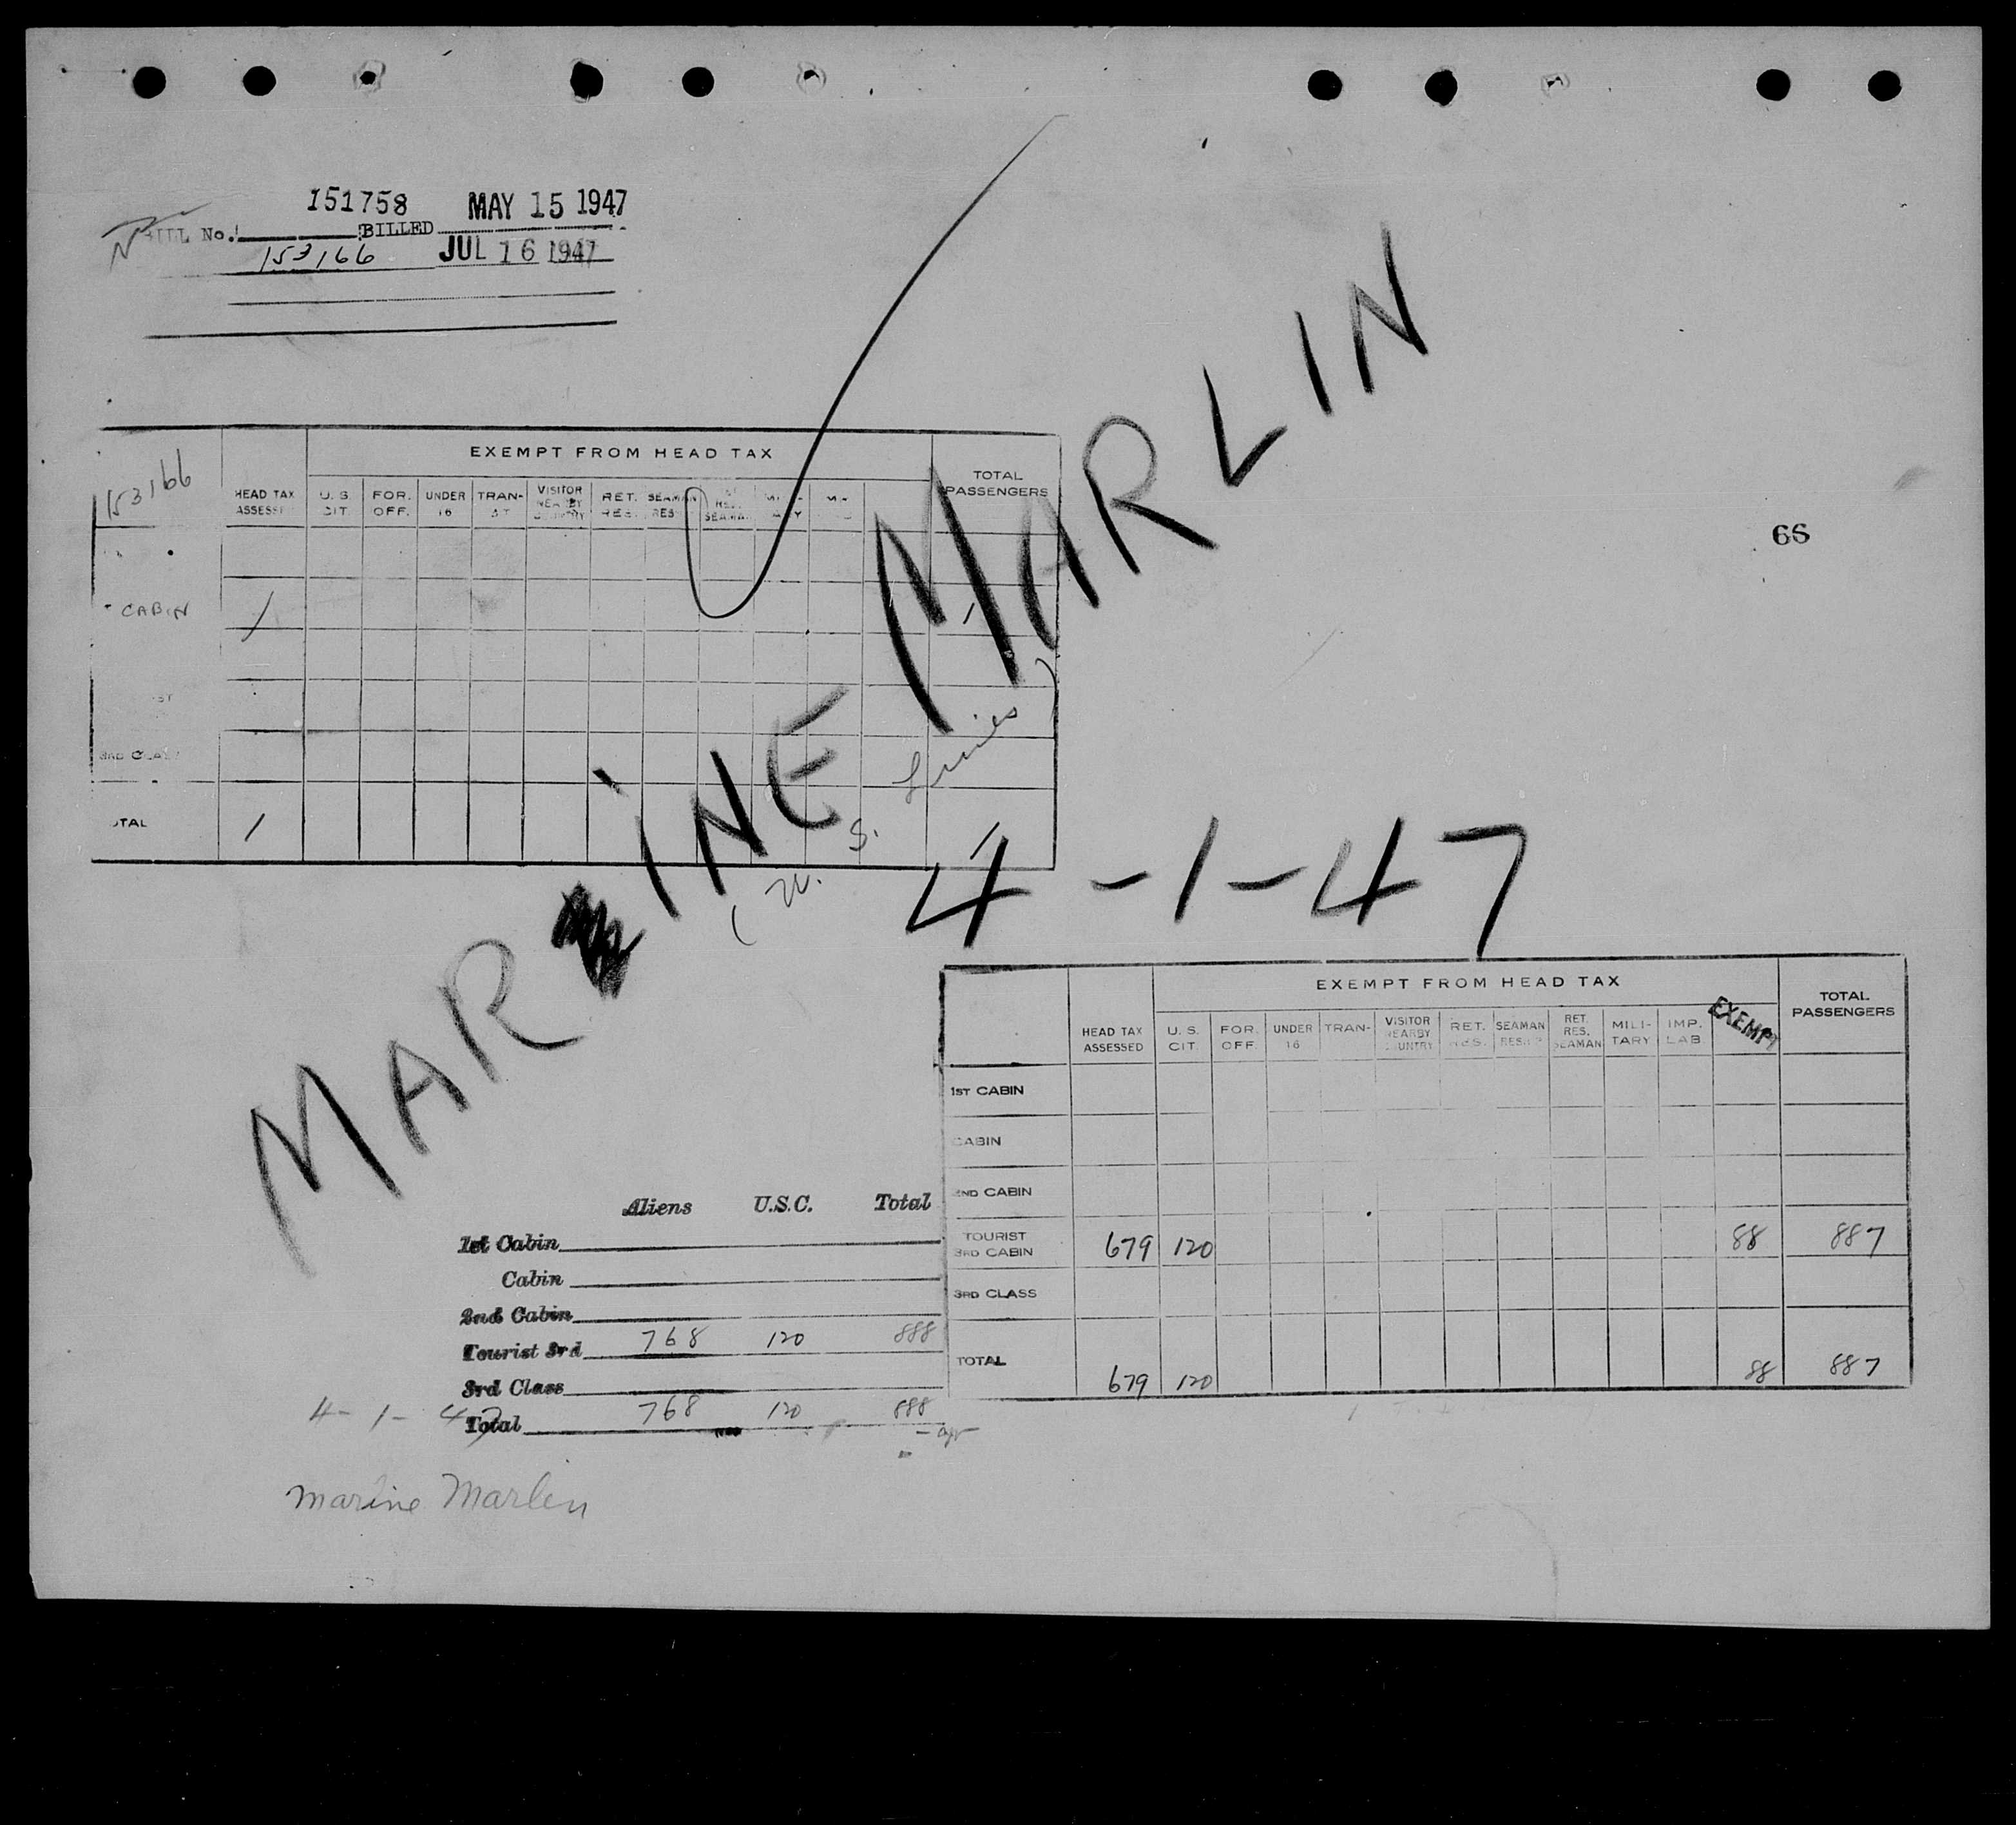 151758 MAY 15 1947
BILL No. BILLED
153166 JUL 16 1947
153166
EXEMPT FROM HEAD TAX
HEAD TAX ASSESSED
U. S. CIT
FOR. OFF.
UNDER 16
TRAN-
VISITOR NEARBY COUNTRY
RET. RES.
SEAMAN RES
TOTAL PASSENGERS
CABIN 1 1
3RD CLASS
TOTAL 1 1
MARINE MARLIN
4-1-47
66
EXEMPT FROM HEAD TAX
HEAD TAX ASSESSED
U. S. CIT.
FOR. OFF.
UNDER 16
TRAN-
VISITOR NEARBY COUNTRY
RET. RES.
SEAMAN
RET. RES. SEAMAN
MILI- TARY
IMP. LAB.
EXEMPT
TOTAL PASSENGERS
1ST CABIN
CABIN
2ND CABIN
TOURIST 3RD CABIN 679 120 88 887
3RD CLASS
TOTAL 679 120 88 887
Aliens U.S.C. Total
1st Cabin
Cabin
2nd Cabin
Tourist 3rd 768 120 888
3rd Class
4-1-47
Total 768 120 888
Marine Marlin